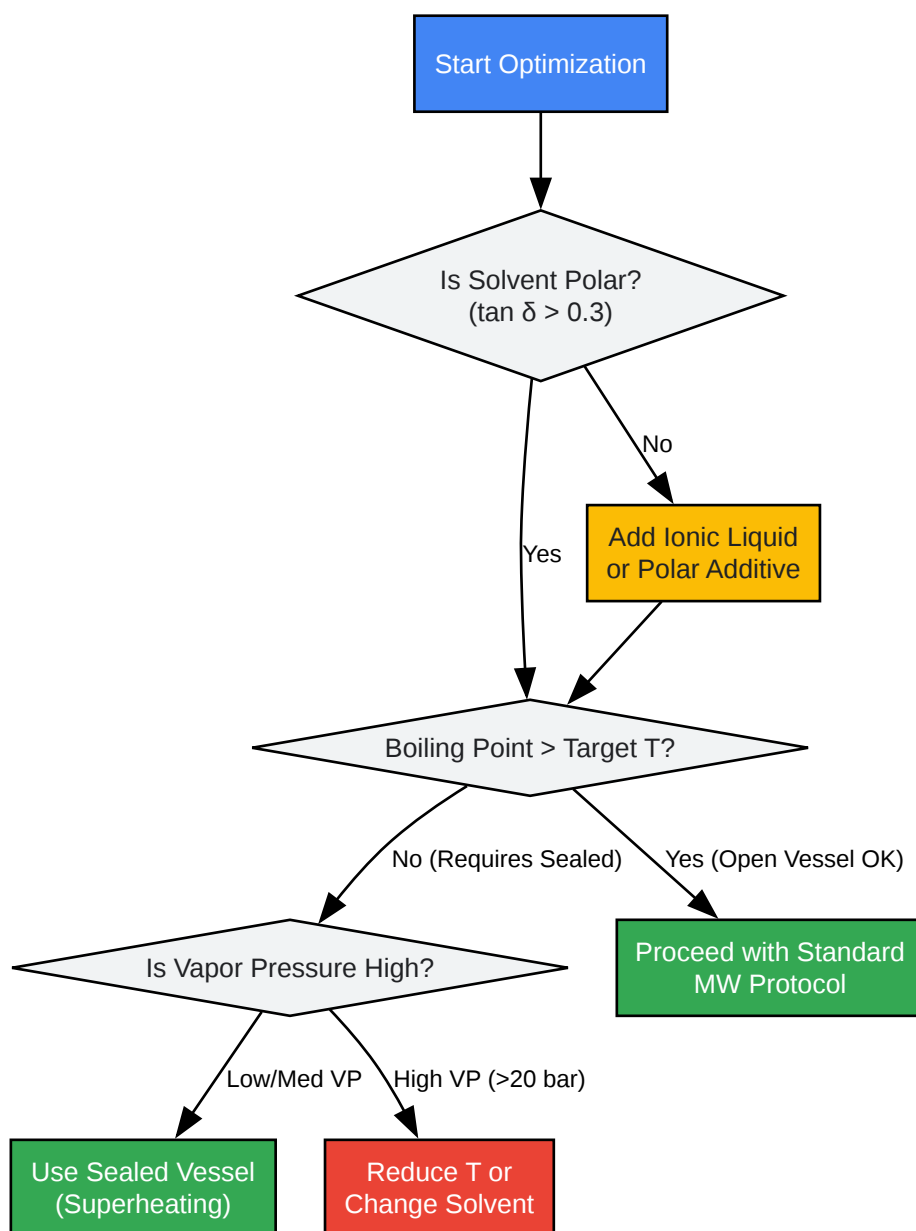 Start Optimization
Is Solvent Polar?
(tan δ > 0.3)
No
Yes
Add Ionic Liquid
or Polar Additive
Boiling Point > Target T?
No (Requires Sealed)
Yes (Open Vessel OK)
Is Vapor Pressure High?
Proceed with Standard
MW Protocol
Low/Med VP
High VP (>20 bar)
Use Sealed Vessel
(Superheating)
Reduce T or
Change Solvent